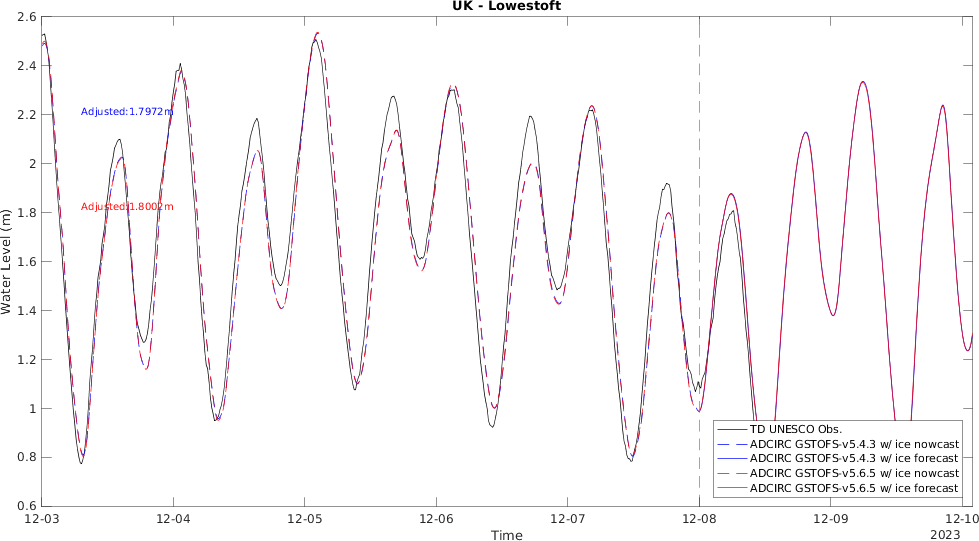 UK - Lowestoft
2.6
2.4
2.2
2
1.8
1.6
1.4
1.2
1
0.8
0.6
Water Level (m)
Adjusted:1.7972m
Adjusted:1.8002m
TD UNESCO Obs.
ADCIRC GSTOFS-v5.4.3 w/ ice nowcast
ADCIRC GSTOFS-v5.4.3 w/ ice forecast
ADCIRC GSTOFS-v5.6.5 w/ ice nowcast
ADCIRC GSTOFS-v5.6.5 w/ ice forecast
12-03 12-04 12-05 12-06 12-07 12-08 12-09 12-10
Time
2023